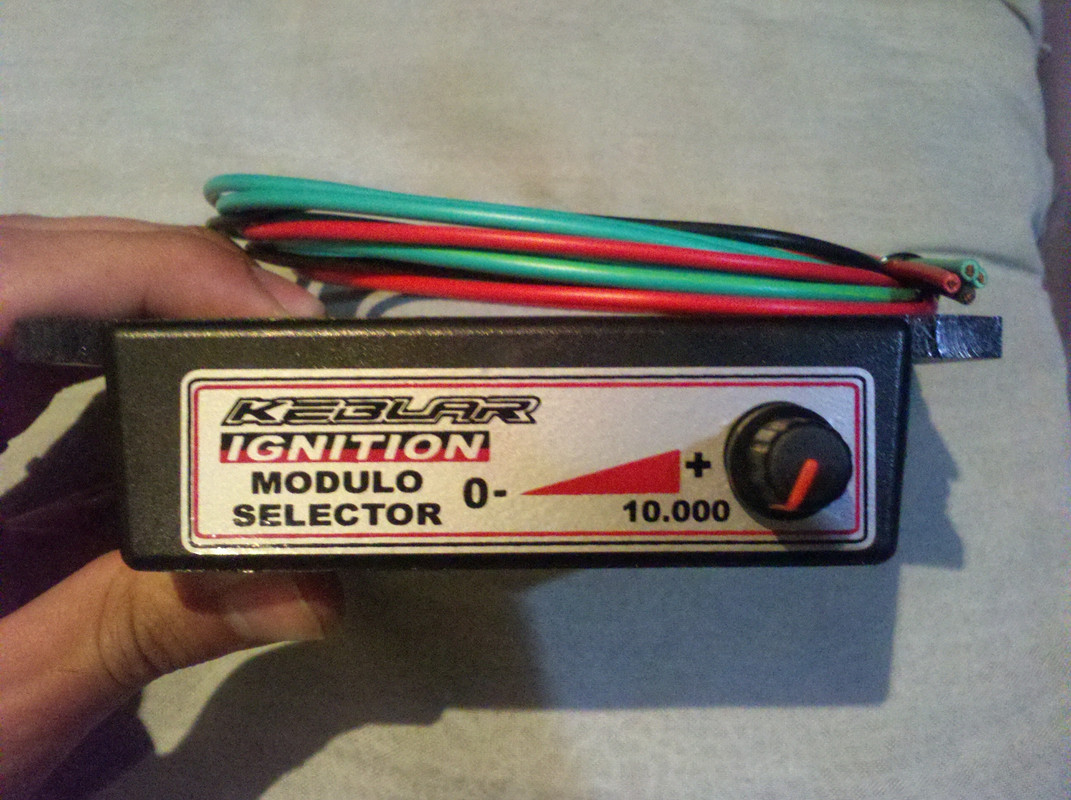 KEBLAR
IGNITION
MODULO
SELECTOR
0-
+
10.000